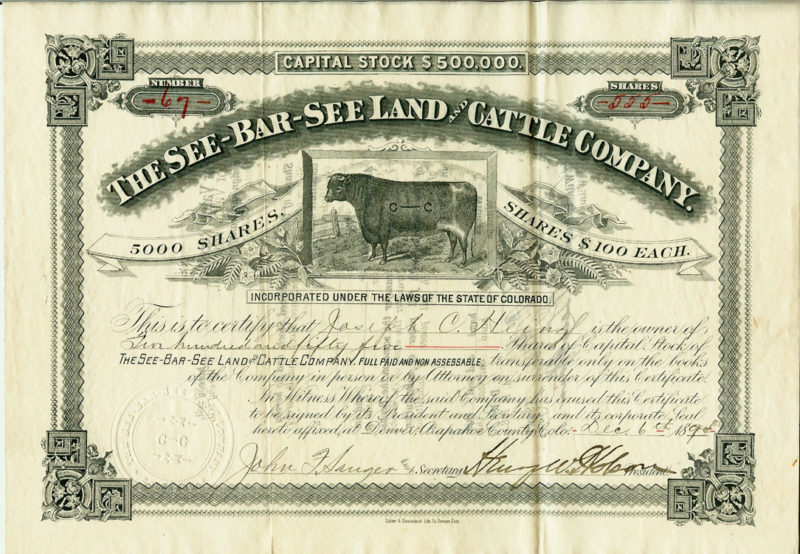 CAPITAL STOCK $500,000.
NUMBER
-67-
SHARES
-555-
THE SEE-BAR-SEE LAND AND CATTLE COMPANY.
C-C
5000 SHARES.
SHARES $100 EACH.
INCORPORATED UNDER THE LAWS OF THE STATE OF COLORADO.
This is to certify that Joseph C. is the owner of
Five hundred and fifty five Shares of Capital Stock of
THE SEE-BAR-SEE LAND AND CATTLE COMPANY, FULL PAID AND NON ASSESSABLE, transferable only on the books
of the Company in person or by Attorney on surrender of this Certificate.
In Witness Whereof the said Company has caused this Certificate
to be signed by its President and Secretary and its corporate Seal
hereto affixed, at Denver, Arapahoe County, Colo. Dec. 6th
C-C
John F. Sanger Secretary President